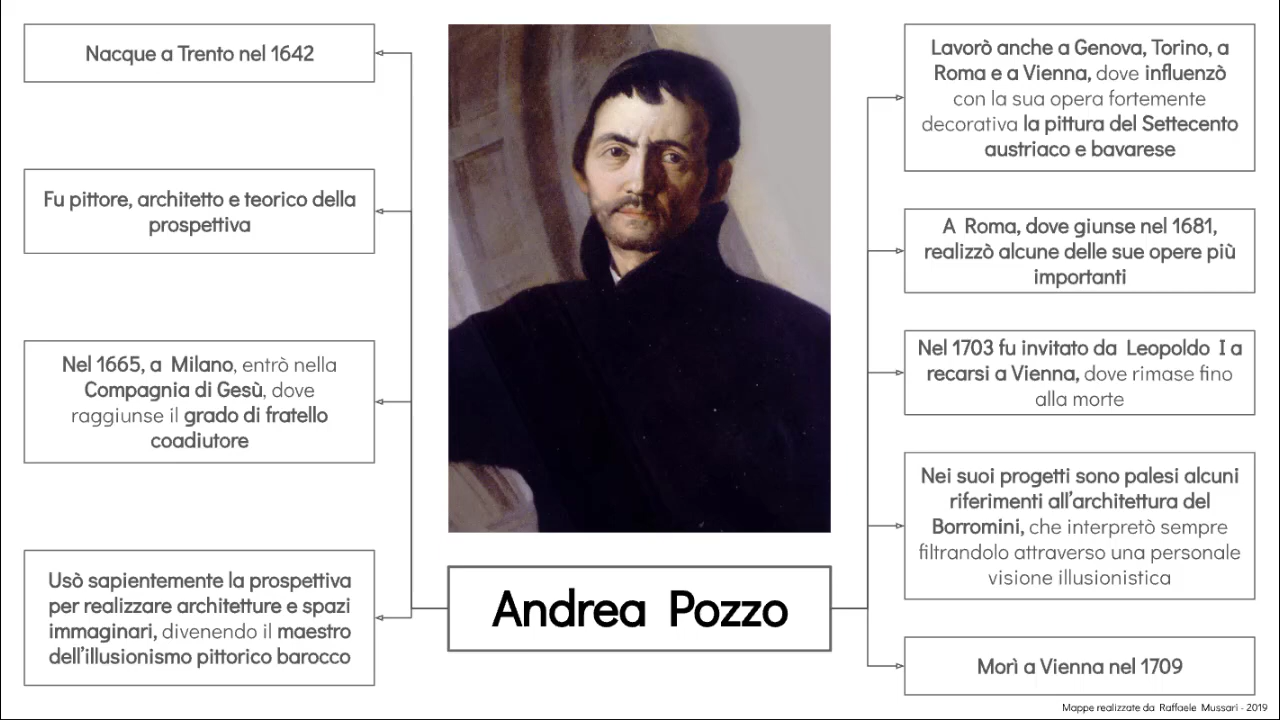 Nacque a Trento nel 1642
Fu pittore, architetto e teorico della
prospettiva
Nel 1665, a Milano, entrò nella
Compagnia di Gesù, dove
raggiunse il grado di fratello
coadiutore
Usò sapientemente la prospettiva
per realizzare architetture e spazi
immaginari, divenendo il maestro
dell'illusionismo pittorico barocco
Andrea Pozzo
Lavorò anche a Genova, Torino, a
Roma e a Vienna, dove influenzò
con la sua opera fortemente
decorativa la pittura del Settecento
austriaco e bavarese
A Roma, dove giunse nel 1681,
realizzò alcune delle sue opere più
importanti
Nel 1703 fu invitato da Leopoldo I a
recarsi a Vienna, dove rimase fino
alla morte
Nei suoi progetti sono palesi alcuni
riferimenti all'architettura del
Borromini, che interpretò sempre
filtrandolo attraverso una personale
visione illusionistica
Morì a Vienna nel 1709
Mappe realizzate da Raffaele Mussari - 2019